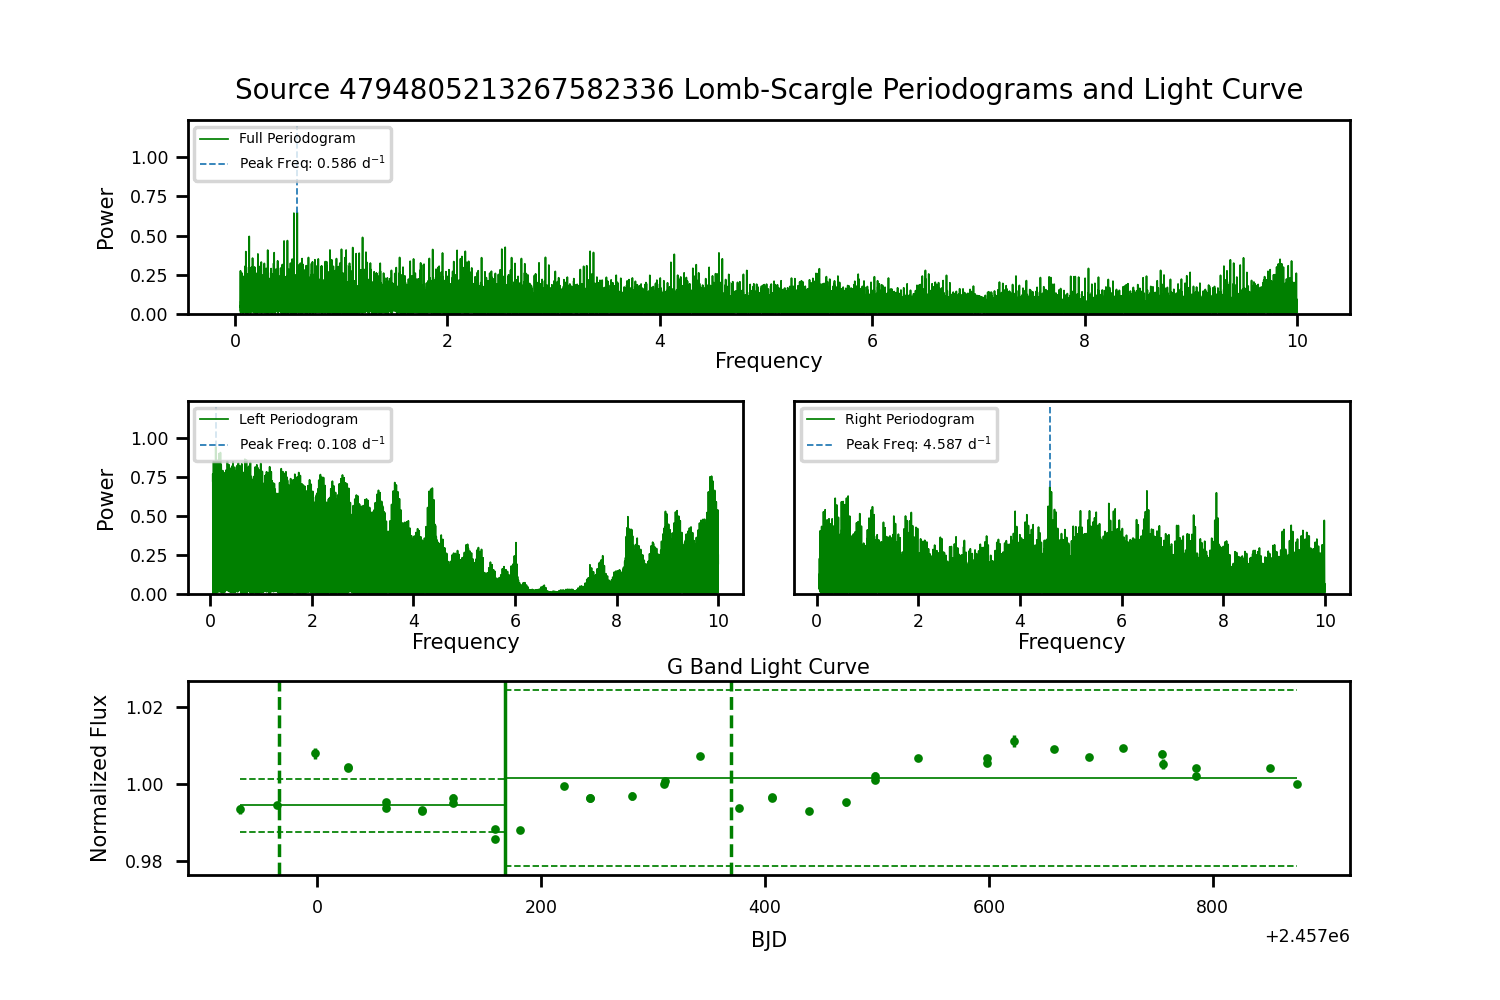 Source 4794805213267582336 Lomb-Scargle Periodograms and Light Curve
Full Periodogram
Peak Freq: 0.586 d⁻¹
Power
1.00
0.75
0.50
0.25
0.00
0 2 4 6 8 10
Frequency
Left Periodogram
Peak Freq: 0.108 d⁻¹
Power
1.00
0.75
0.50
0.25
0.00
0 2 4 6 8 10
Frequency
Right Periodogram
Peak Freq: 4.587 d⁻¹
0 2 4 6 8 10
Frequency
G Band Light Curve
Normalized Flux
1.02
1.00
0.98
0 200 400 600 800
BJD
+2.457e6